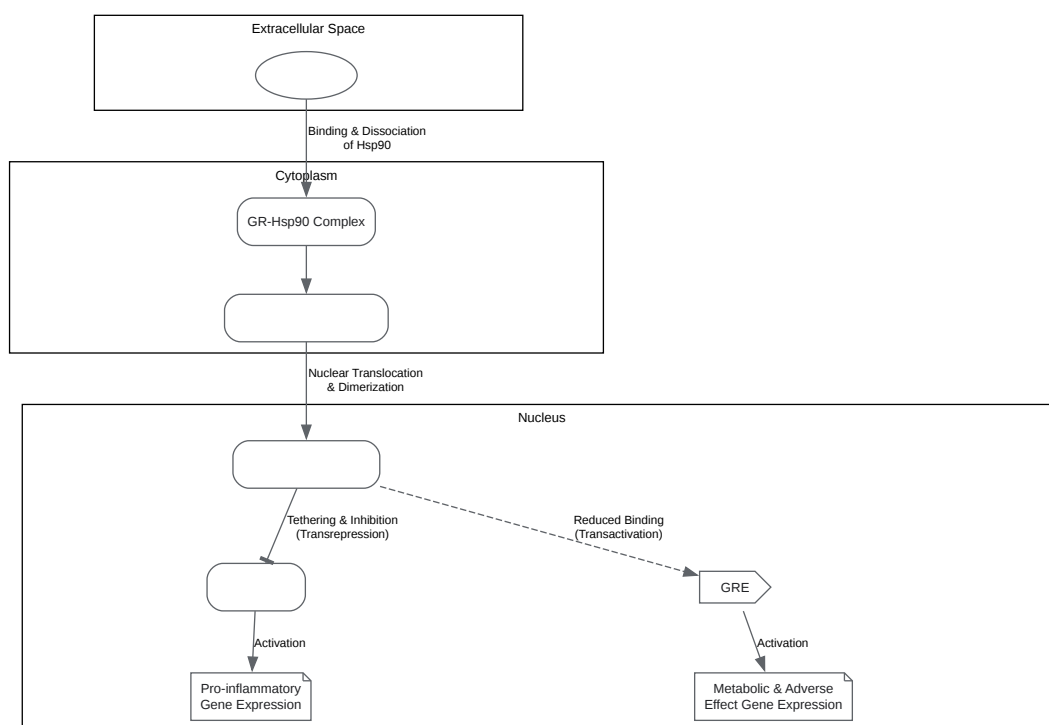 Extracellular Space
Binding & Dissociation
of Hsp90
Cytoplasm
GR-Hsp90 Complex
Nuclear Translocation
& Dimerization
Nucleus
Tethering & Inhibition
(Transrepression)
Reduced Binding
(Transactivation)
GRE
Activation
Activation
Pro-inflammatory
Gene Expression
Metabolic & Adverse
Effect Gene Expression